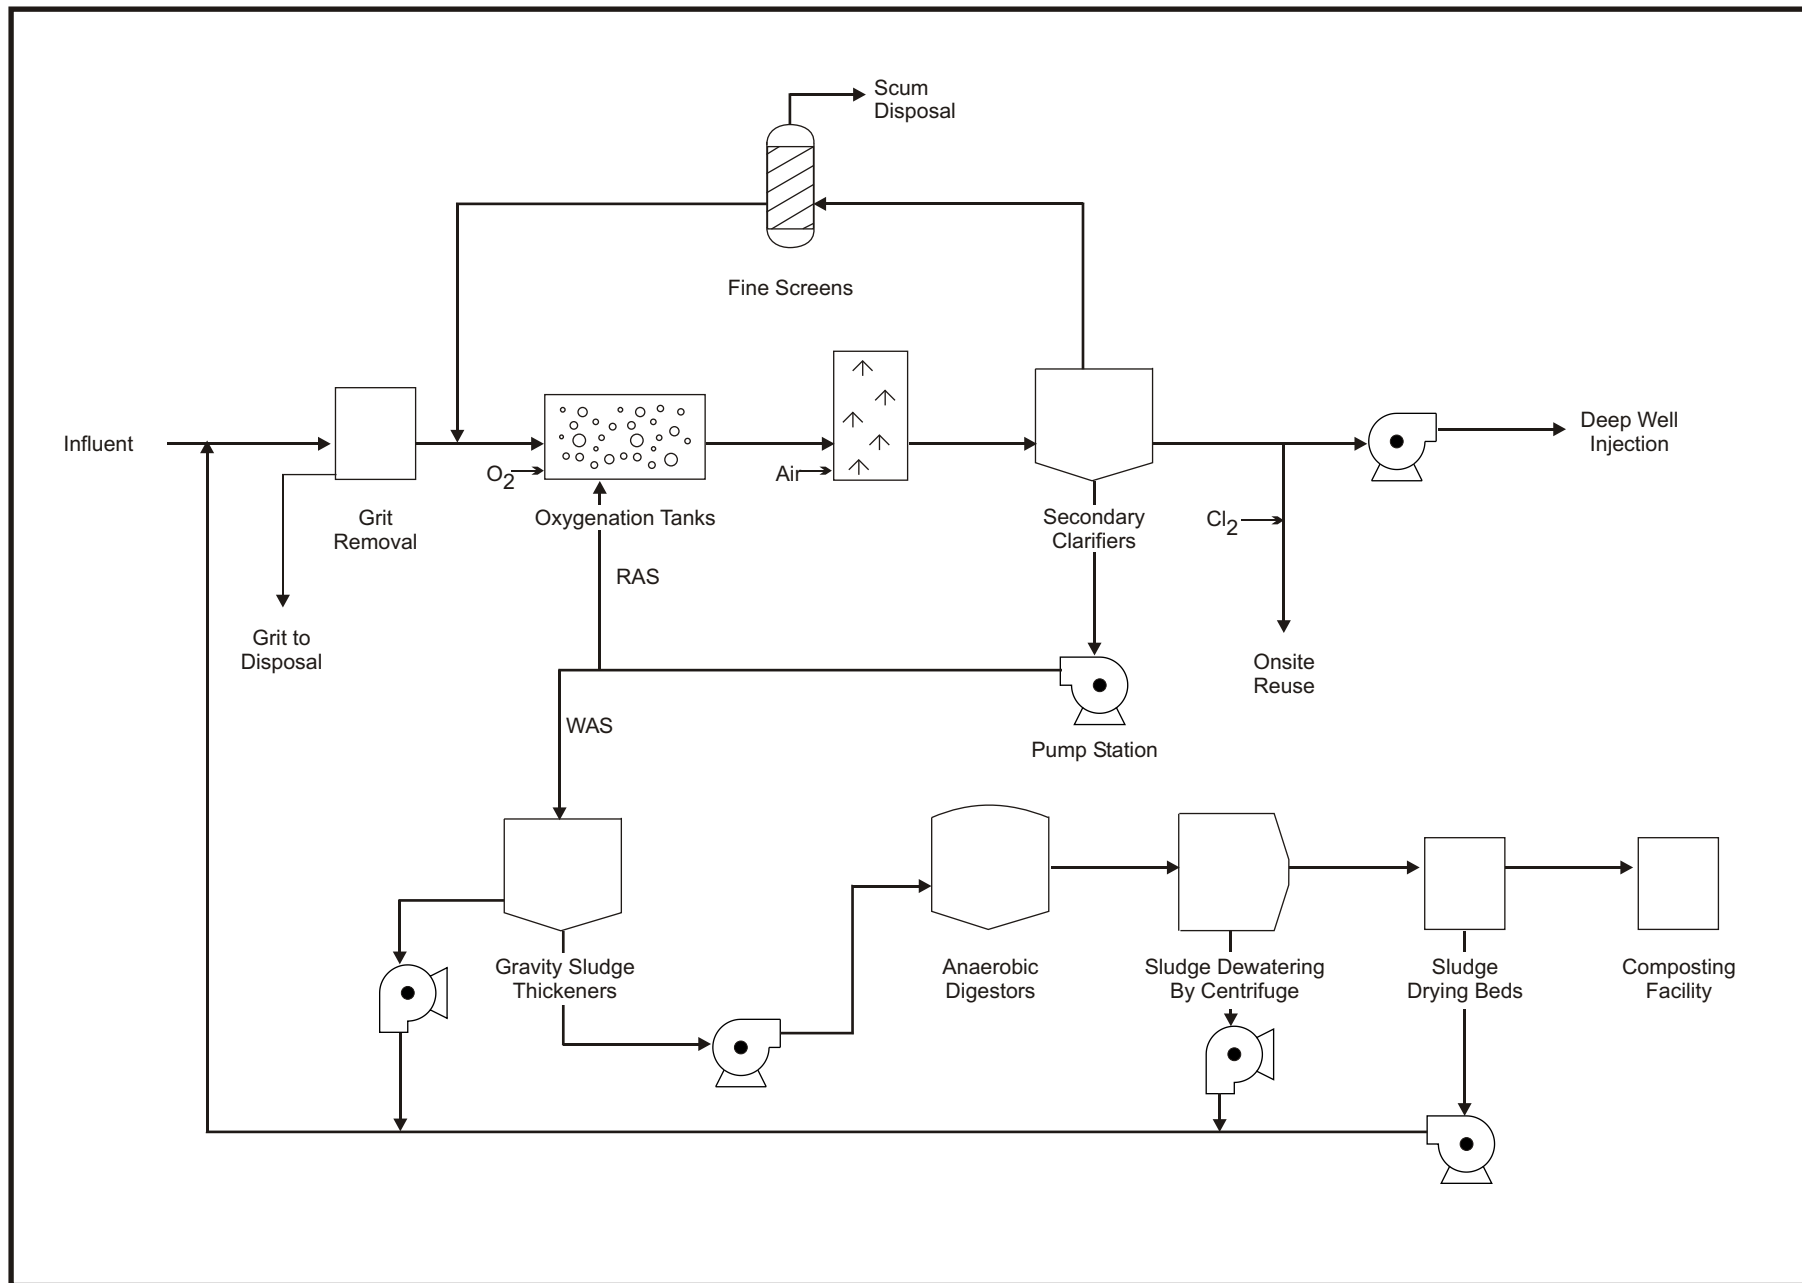 Scum
Disposal
Fine Screens
Influent
Deep Well
Injection
O2
Air
Grit
Removal
Oxygenation Tanks
Secondary
Clarifiers
Cl2
RAS
Grit to
Disposal
Onsite
Reuse
WAS
Pump Station
Gravity Sludge
Thickeners
Anaerobic
Digestors
Sludge Dewatering
By Centrifuge
Sludge
Drying Beds
Composting
Facility